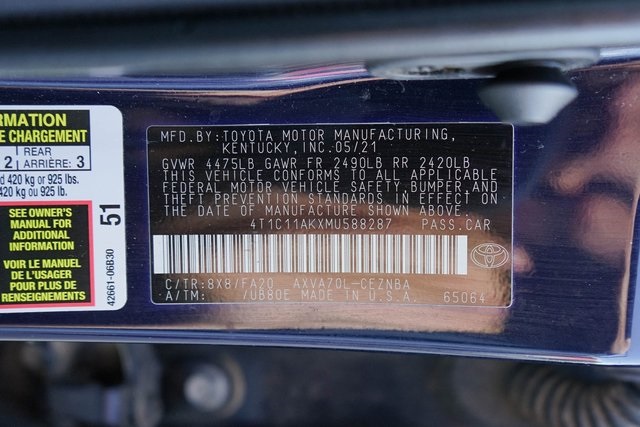 RMATION
E CHARGEMENT
2 REAR
ARRIÈRE: 3
d 420 kg or 925 lbs.
420 kg ou 925 lb.
SEE OWNER'S
MANUAL FOR
ADDITIONAL
INFORMATION
VOIR LE MANUEL
DE L'USAGER
POUR PLUS DE
51
42661-06B30
MFD.BY:TOYOTA MOTOR MANUFACTURING,
KENTUCKY,INC.05/21
GVWR 4475LB GAWR FR 2490LB RR 2420LB
THIS VEHICLE CONFORMS TO ALL APPLICABLE
FEDERAL MOTOR VEHICLE SAFETY,BUMPER,AND
THEFT PREVENTION STANDARDS IN EFFECT ON
THE DATE OF MANUFACTURE SHOWN ABOVE.
4T1C11AKXMU588287 PASS.CAR
C/TR:8X8/FA20 AXVA70L-CEZNBA
A/TM: /UB80E MADE IN U.S.A. 65064